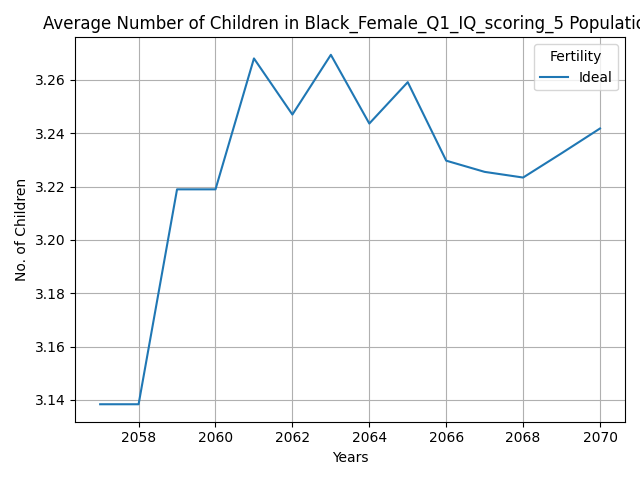 Average Number of Children in Black_Female_Q1_IQ_scoring_5 Populatio
Fertility
Ideal
3.26
3.24
3.22
3.20
3.18
3.16
3.14
No. of Children
2058 2060 2062 2064 2066 2068 2070
Years